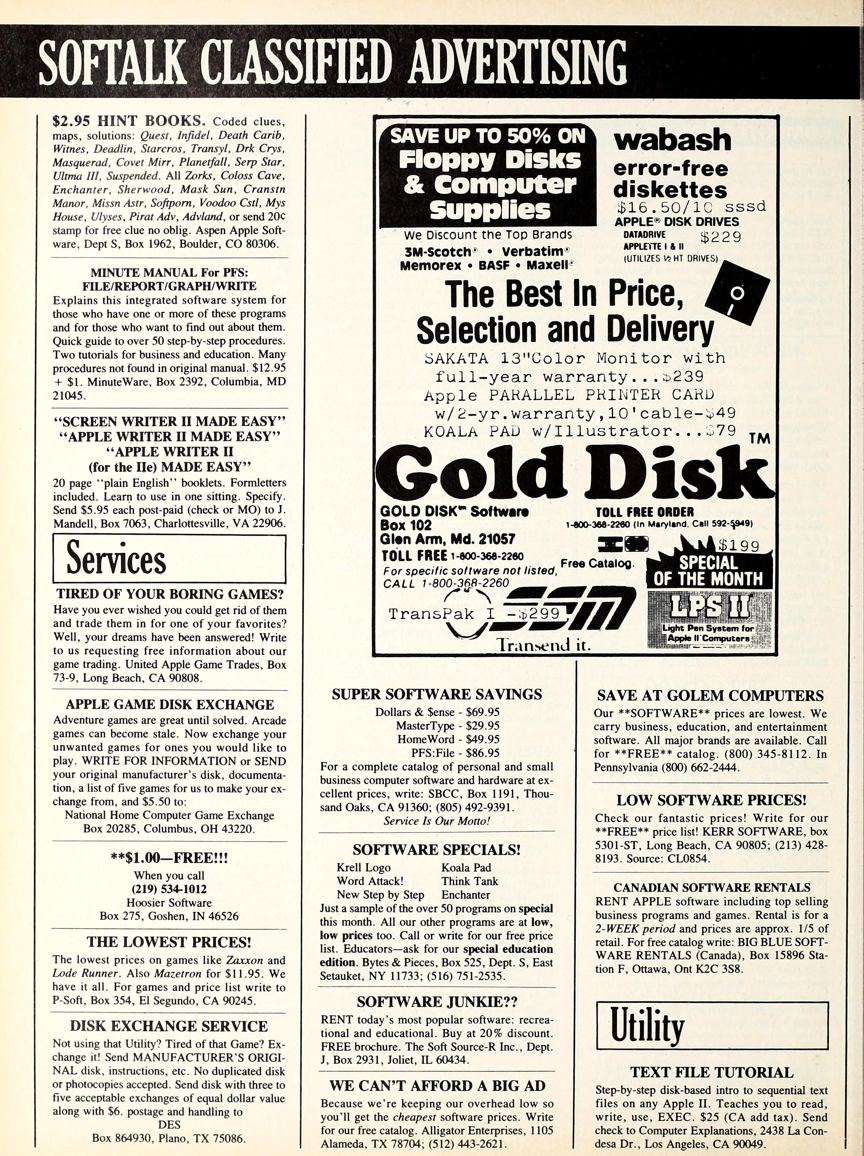 SOFTALK CLASSIFIED ADVERTISING
$2.95 HINT BOOKS. Coded clues,
maps, solutions: Quest, Infidel, Death Carib,
Witnes, Deadlin, Starcros, Transyl, Drk Crys,
Masquerad, Covet Mirr, Planetfall, Serp Star,
Ultma III, Suspended. All Zorks, Coloss Cave,
Enchanter, Sherwood, Mask Sun, Cranstn
Manor, Missn Astr, Softporn, Voodoo Cstl, Mys
House, Ulyses, Pirat Adv, Advland, or send 20¢
stamp for free clue no oblig. Aspen Apple Soft-
ware, Dept S, Box 1962, Boulder, CO 80306.
MINUTE MANUAL For PFS:
FILE/REPORT/GRAPH/WRITE
Explains this integrated software system for
those who have one or more of these programs
and for those who want to find out about them.
Quick guide to over 50 step-by-step procedures.
Two tutorials for business and education. Many
procedures not found in original manual. $12.95
+ $1. MinuteWare, Box 2392, Columbia, MD
21045.
"SCREEN WRITER II MADE EASY"
"APPLE WRITER II MADE EASY"
"APPLE WRITER II
(for the IIe) MADE EASY"
20 page "plain English" booklets. Formletters
included. Learn to use in one sitting. Specify.
Send $5.95 each post-paid (check or MO) to J.
Mandell, Box 7063, Charlottesville, VA 22906.
Services
TIRED OF YOUR BORING GAMES?
Have you ever wished you could get rid of them
and trade them in for one of your favorites?
Well, your dreams have been answered! Write
to us requesting free information about our
game trading. United Apple Game Trades, Box
73-9, Long Beach, CA 90808.
APPLE GAME DISK EXCHANGE
Adventure games are great until solved. Arcade
games can become stale. Now exchange your
unwanted games for ones you would like to
play. WRITE FOR INFORMATION or SEND
your original manufacturer's disk, documenta-
tion, a list of five games for us to make your ex-
change from, and $5.50 to:
National Home Computer Game Exchange
Box 20285, Columbus, OH 43220.
**$1.00—FREE!!!
When you call
(219) 534-1012
Hoosier Software
Box 275, Goshen, IN 46526
THE LOWEST PRICES!
The lowest prices on games like Zaxxon and
Lode Runner. Also Mazetron for $11.95. We
have it all. For games and price list write to
P-Soft, Box 354, El Segundo, CA 90245.
DISK EXCHANGE SERVICE
Not using that Utility? Tired of that Game? Ex-
change it! Send MANUFACTURER'S ORIGI-
NAL disk, instructions, etc. No duplicated disk
or photocopies accepted. Send disk with three to
five acceptable exchanges of equal dollar value
along with $6. postage and handling to
DES
Box 864930, Plano, TX 75086.
SAVE UP TO 50% ON
Floppy Disks
& Computer
Supplies
We Discount the Top Brands
3M-Scotch® • Verbatim®
Memorex • BASF • Maxell®
wabash
error-free
diskettes
$16.50/10 sssd
APPLE® DISK DRIVES
DATADRIVE
APPLETTE I & II $229
(UTILIZES ½ HT DRIVES)
The Best In Price,
Selection and Delivery
SAKATA 13"Color Monitor with
full-year warranty...$239
Apple PARALLEL PRINTER CARD
w/2-yr.warranty,10'cable-$49
KOALA PAD w/Illustrator...$79
Gold Disk TM
GOLD DISK℠ Software
Box 102
Glen Arm, Md. 21057
TOLL FREE 1-800-368-2260
For specific software not listed,
CALL 1-800-368-2260
TOLL FREE ORDER
1-800-368-2260 (In Maryland, Call 592-5949)
Free Catalog.
$199
SPECIAL
OF THE MONTH
LPS II
Light Pen System for
Apple II Computers
TransPak I -$299
SSM
Transend it.
SUPER SOFTWARE SAVINGS
Dollars & $ense - $69.95
MasterType - $29.95
HomeWord - $49.95
PFS:File - $86.95
For a complete catalog of personal and small
business computer software and hardware at ex-
cellent prices, write: SBCC, Box 1191, Thou-
sand Oaks, CA 91360; (805) 492-9391.
Service Is Our Motto!
SOFTWARE SPECIALS!
Krell Logo Koala Pad
Word Attack! Think Tank
New Step by Step Enchanter
Just a sample of the over 50 programs on special
this month. All our other programs are at low,
low prices too. Call or write for our free price
list. Educators—ask for our special education
edition. Bytes & Pieces, Box 525, Dept. S, East
Setauket, NY 11733; (516) 751-2535.
SOFTWARE JUNKIE??
RENT today's most popular software: recrea-
tional and educational. Buy at 20% discount.
FREE brochure. The Soft Source-R Inc., Dept.
J, Box 2931, Joliet, IL 60434.
WE CAN'T AFFORD A BIG AD
Because we're keeping our overhead low so
you'll get the cheapest software prices. Write
for our free catalog. Alligator Enterprises, 1105
Alameda, TX 78704; (512) 443-2621.
SAVE AT GOLEM COMPUTERS
Our **SOFTWARE** prices are lowest. We
carry business, education, and entertainment
software. All major brands are available. Call
for **FREE** catalog. (800) 345-8112. In
Pennsylvania (800) 662-2444.
LOW SOFTWARE PRICES!
Check our fantastic prices! Write for our
**FREE** price list! KERR SOFTWARE, box
5301-ST, Long Beach, CA 90805; (213) 428-
8193. Source: CL0854.
CANADIAN SOFTWARE RENTALS
RENT APPLE software including top selling
business programs and games. Rental is for a
2-WEEK period and prices are approx. 1/5 of
retail. For free catalog write: BIG BLUE SOFT-
WARE RENTALS (Canada), Box 15896 Sta-
tion F, Ottawa, Ont K2C 3S8.
Utility
TEXT FILE TUTORIAL
Step-by-step disk-based intro to sequential text
files on any Apple II. Teaches you to read,
write, use, EXEC. $25 (CA add tax). Send
check to Computer Explanations, 2438 La Con-
desa Dr., Los Angeles, CA 90049.